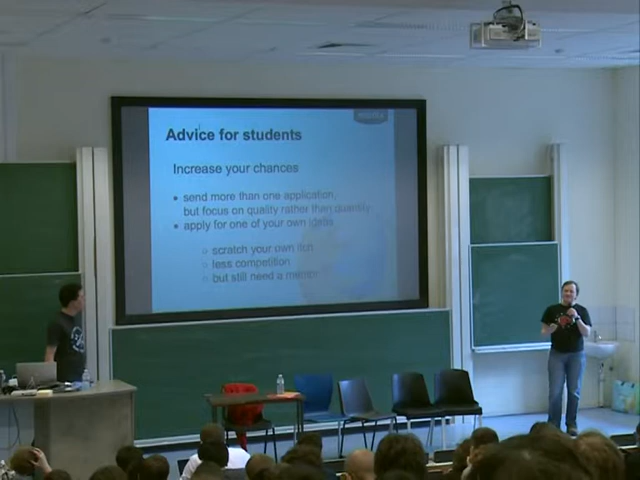 Advice for students
Increase your chances
• send more than one application,
but focus on quality rather than quantity
• apply for one of your own ideas
○ scratch your own itch
○ less competition
○ but still need a mentor